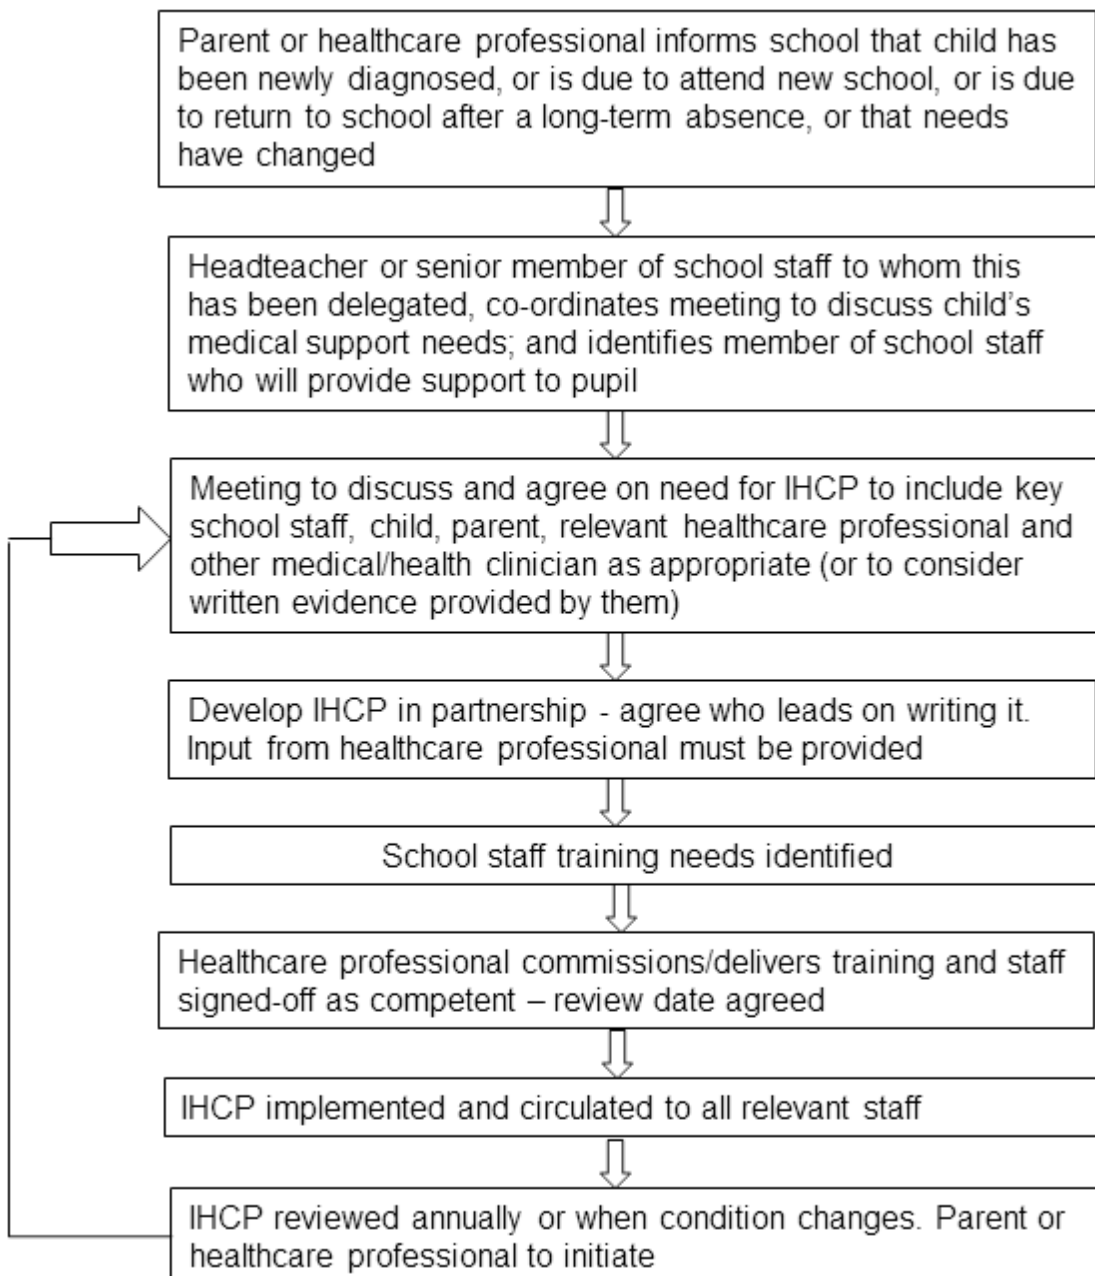 Parent or healthcare professional informs school that child has
been newly diagnosed, or is due to attend new school, or is due
to return to school after a long-term absence, or that needs
have changed
Headteacher or senior member of school staff to whom this
has been delegated, co-ordinates meeting to discuss child's
medical support needs; and identifies member of school staff
who will provide support to pupil
Meeting to discuss and agree on need for IHCP to include key
school staff, child, parent, relevant healthcare professional and
other medical/health clinician as appropriate (or to consider
written evidence provided by them)
Develop IHCP in partnership - agree who leads on writing it.
Input from healthcare professional must be provided
School staff training needs identified
Healthcare professional commissions/delivers training and staff
signed-off as competent – review date agreed
IHCP implemented and circulated to all relevant staff
IHCP reviewed annually or when condition changes. Parent or
healthcare professional to initiate